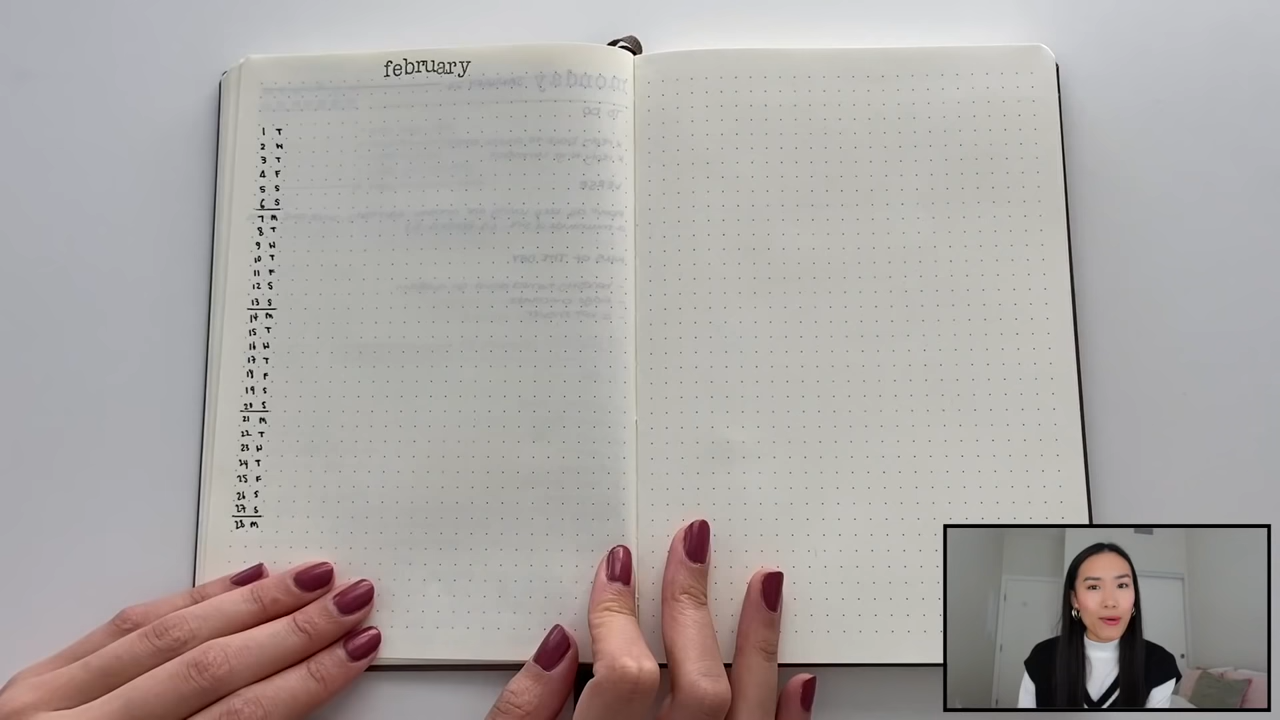 february
1 T
2 W
3 T
4 F
5 S
6 S
7 M
8 T
9 W
10 T
11 F
12 S
13 S
14 M
15 T
16 W
17 T
18 F
19 S
20 S
21 M
22 T
23 W
24 T
25 F
26 S
27 S
28 M